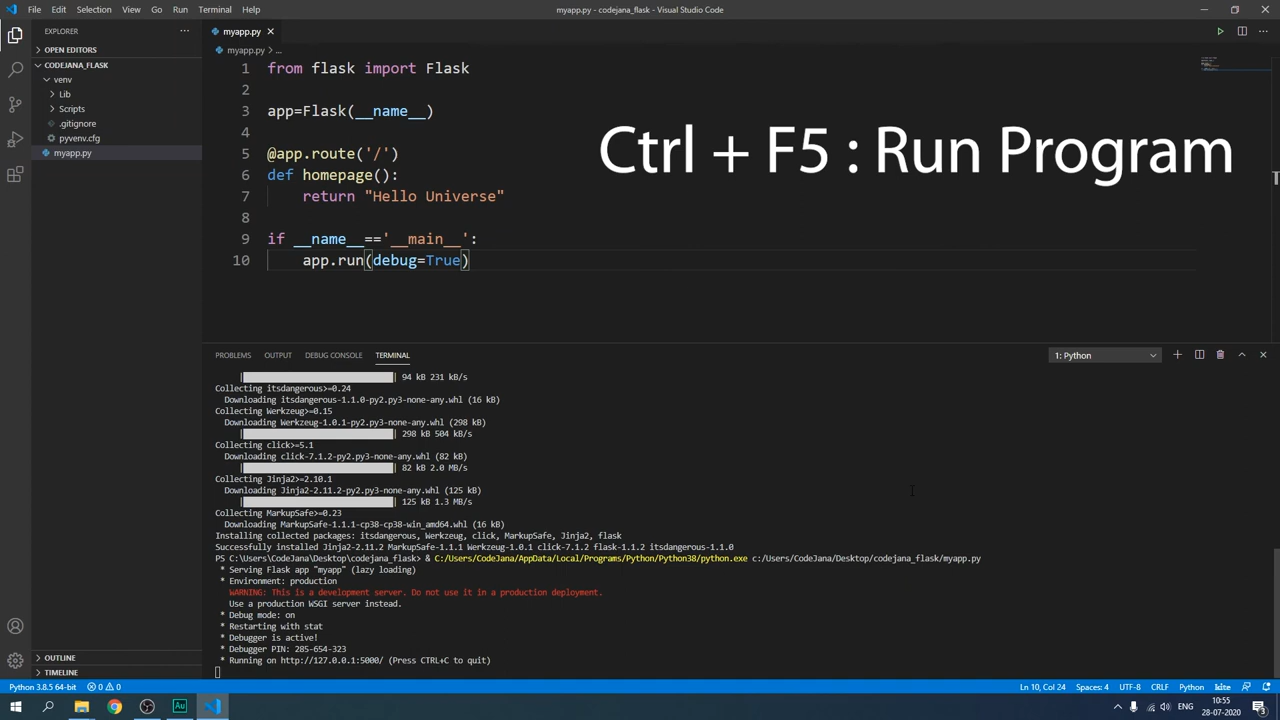 File Edit Selection View Go Run Terminal Help
myapp.py - codejana_flask - Visual Studio Code
EXPLORER
OPEN EDITORS
CODEJANA_FLASK
venv
Lib
Scripts
.gitignore
pyvenv.cfg
myapp.py
OUTLINE
TIMELINE
myapp.py
myapp.py > ...
1 from flask import Flask
2
3 app=Flask(__name__)
4
5 @app.route('/')
6 def homepage():
7 return "Hello Universe"
8
9 if __name__=='__main__':
10 app.run(debug=True)
Ctrl + F5 : Run Program
PROBLEMS OUTPUT DEBUG CONSOLE TERMINAL
1: Python
| 94 kB 231 kB/s
Collecting itsdangerous>=0.24
Downloading itsdangerous-1.1.0-py2.py3-none-any.whl (16 kB)
Collecting Werkzeug>=0.15
Downloading Werkzeug-1.0.1-py2.py3-none-any.whl (298 kB)
| 298 kB 504 kB/s
Collecting click>=5.1
Downloading click-7.1.2-py2.py3-none-any.whl (82 kB)
| 82 kB 2.0 MB/s
Collecting Jinja2>=2.10.1
Downloading Jinja2-2.11.2-py2.py3-none-any.whl (125 kB)
| 125 kB 1.3 MB/s
Collecting MarkupSafe>=0.23
Downloading MarkupSafe-1.1.1-cp38-cp38-win_amd64.whl (16 kB)
Installing collected packages: itsdangerous, Werkzeug, click, MarkupSafe, Jinja2, flask
Successfully installed Jinja2-2.11.2 MarkupSafe-1.1.1 Werkzeug-1.0.1 click-7.1.2 flask-1.1.2 itsdangerous-1.1.0
PS C:\Users\CodeJana\Desktop\codejana_flask> & C:/Users/CodeJana/AppData/Local/Programs/Python/Python38/python.exe c:/Users/CodeJana/Desktop/codejana_flask/myapp.py
* Serving Flask app "myapp" (lazy loading)
* Environment: production
WARNING: This is a development server. Do not use it in a production deployment.
Use a production WSGI server instead.
* Debug mode: on
* Restarting with stat
* Debugger is active!
* Debugger PIN: 285-654-323
* Running on http://127.0.0.1:5000/ (Press CTRL+C to quit)
Python 3.8.5 64-bit 0 0
Ln 10, Col 24 Spaces: 4 UTF-8 CRLF Python kite
Au
ENG
10:55
28-07-2020
3